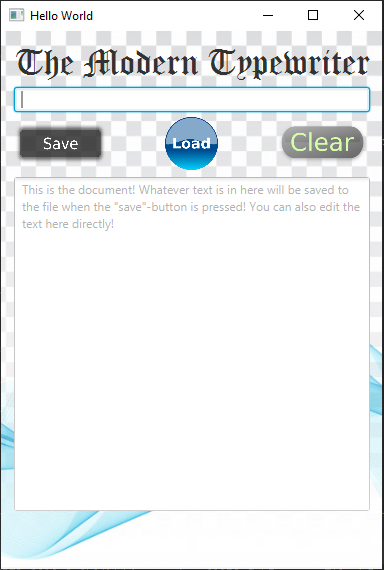 Hello World
The Modern Typewriter
Save
Load
Clear
This is the document! Whatever text is in here will be saved to
the file when the "save"-button is pressed! You can also edit the
text here directly!